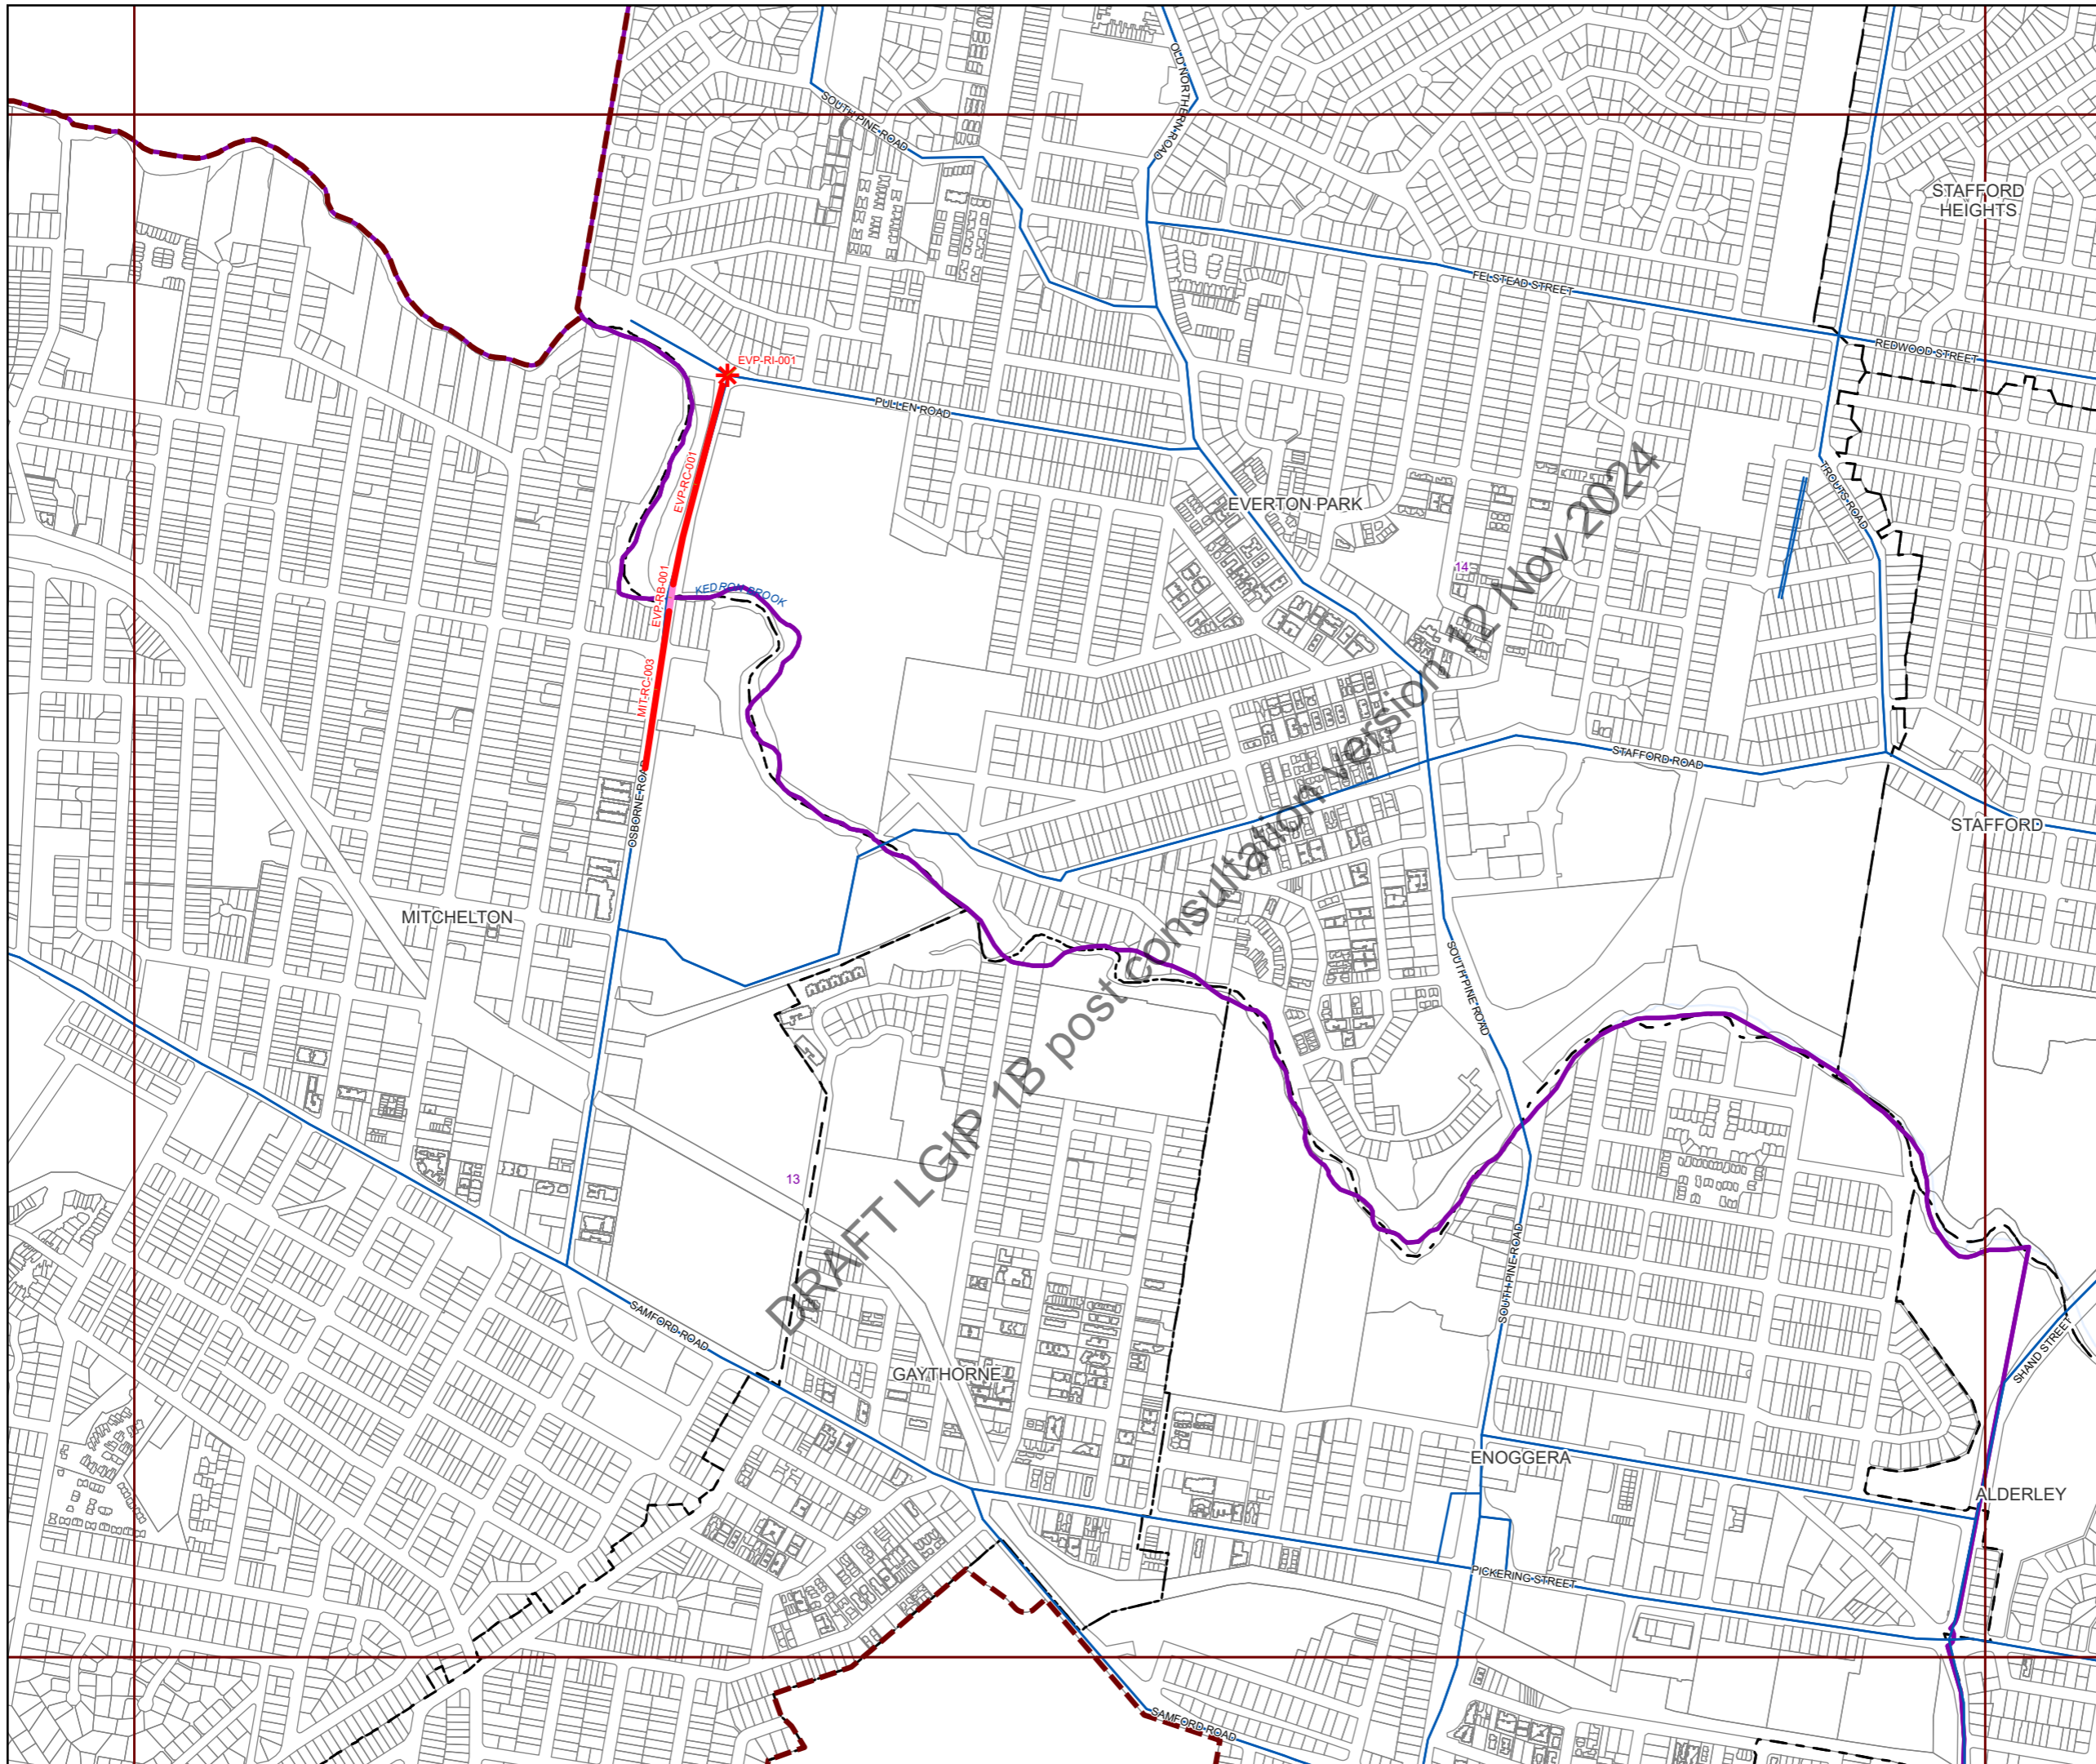 OLD NORTHERN ROAD
SOUTH PINE ROAD
STAFFORD
HEIGHTS
FELSTEAD STREET
REDWOOD STREET
EVP-RI-001
PULLEN ROAD
EVP-RC-001
EVERTON PARK
TROUTS ROAD
14
KEDRON BROOK
EVP-RB-001
MIT-RC-003
OSBORNE ROAD
STAFFORD ROAD
STAFFORD
MITCHELTON
SOUTH PINE ROAD
DRAFT LGIP 1B post consultation version 12 Nov 2024
13
SOUTH PINE ROAD
SAMFORD ROAD
SHAND STREET
GAYTHORNE
ENOGGERA
ALDERLEY
PICKERING STREET
SAMFORD ROAD